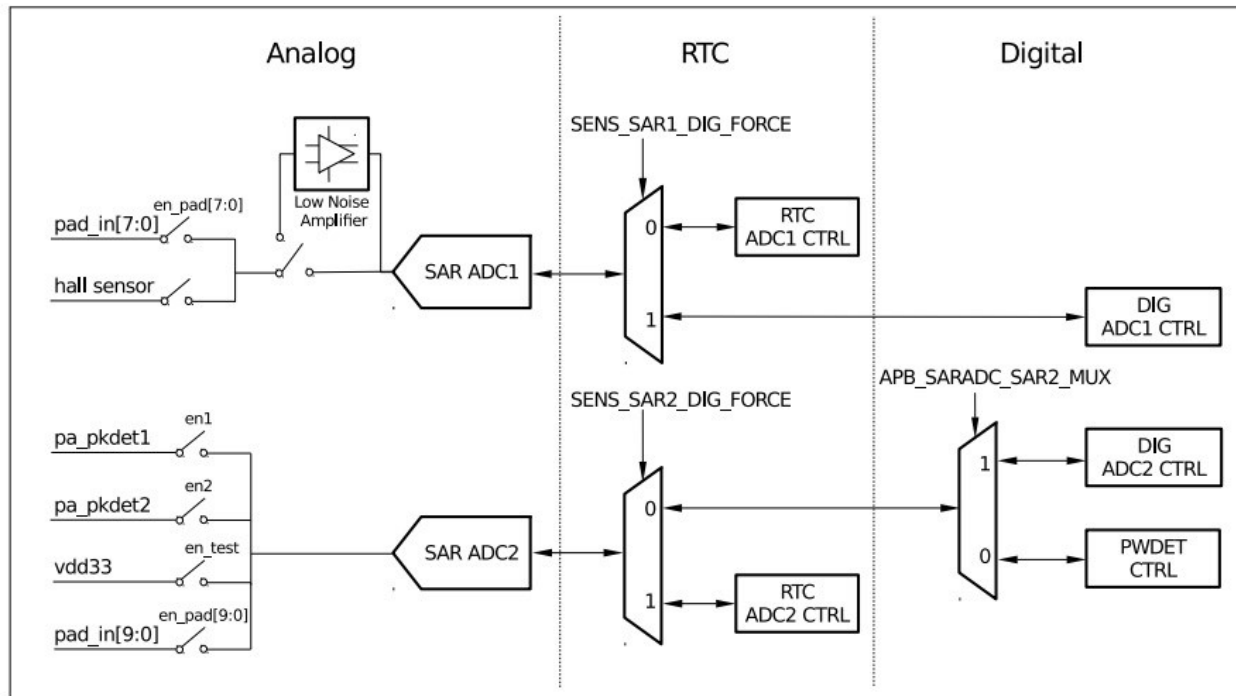 Analog
RTC
Digital
SENS_SAR1_DIG_FORCE
Low Noise
Amplifier
en_pad[7:0]
pad_in[7:0]
hall sensor
SAR ADC1
0
1
RTC
ADC1 CTRL
DIG
ADC1 CTRL
SENS_SAR2_DIG_FORCE
APB_SARADC_SAR2_MUX
en1
pa_pkdet1
en2
pa_pkdet2
en_test
vdd33
en_pad[9:0]
pad_in[9:0]
SAR ADC2
0
1
RTC
ADC2 CTRL
1
0
DIG
ADC2 CTRL
PWDET
CTRL